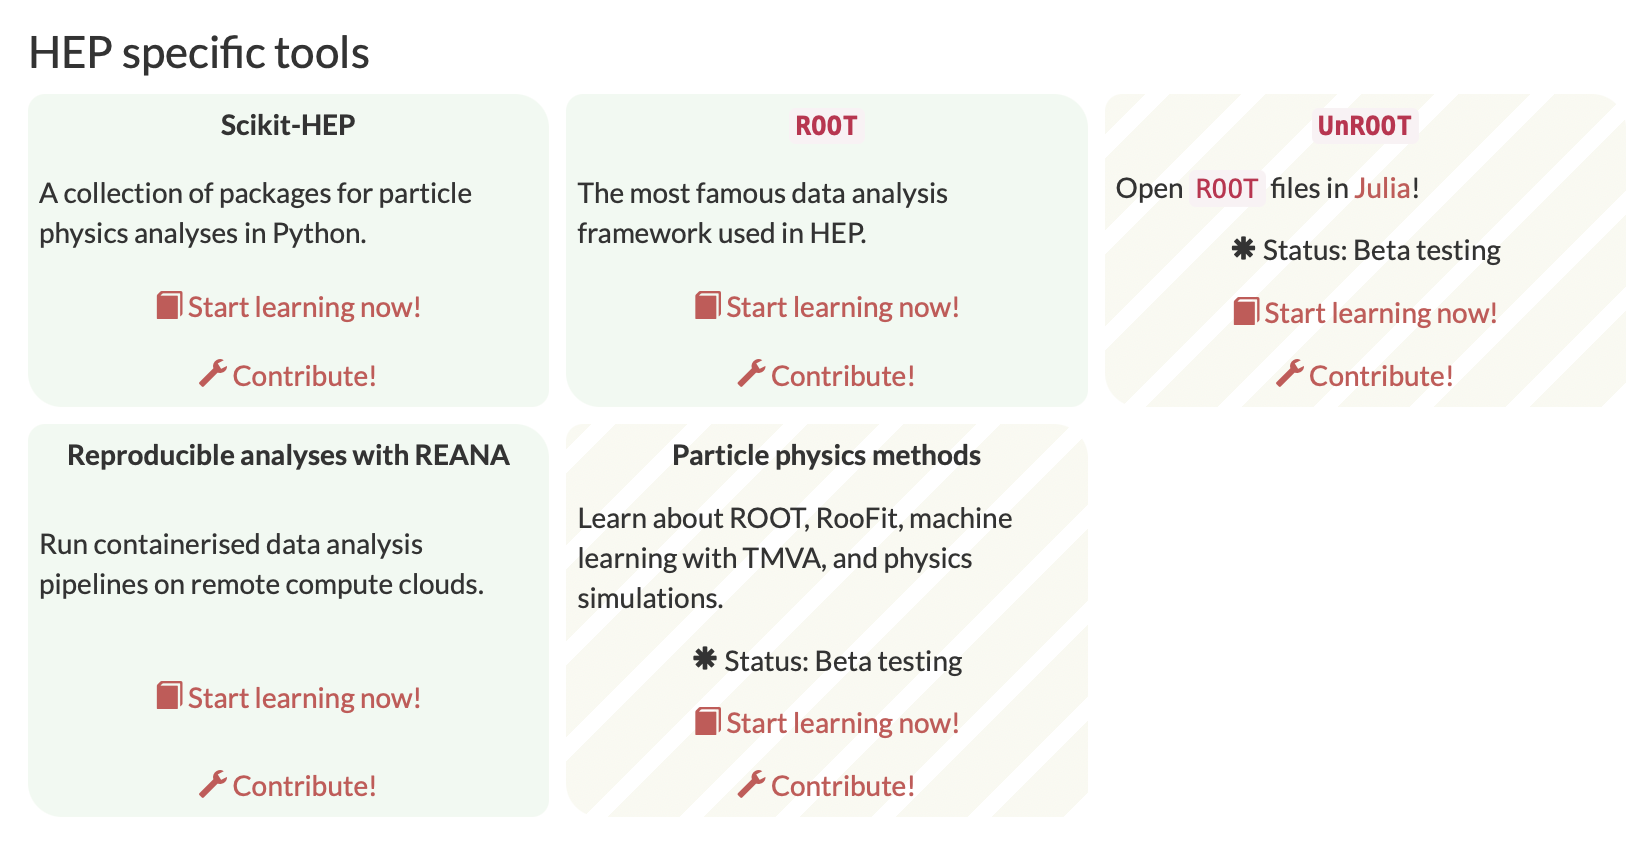 HEP specific tools
Scikit-HEP
A collection of packages for particle
physics analyses in Python.
Start learning now!
Contribute!
ROOT
The most famous data analysis
framework used in HEP.
Start learning now!
Contribute!
UnROOT
Open ROOT files in Julia!
Status: Beta testing
Start learning now!
Contribute!
Reproducible analyses with REANA
Run containerised data analysis
pipelines on remote compute clouds.
Start learning now!
Contribute!
Particle physics methods
Learn about ROOT, RooFit, machine
learning with TMVA, and physics
simulations.
Status: Beta testing
Start learning now!
Contribute!